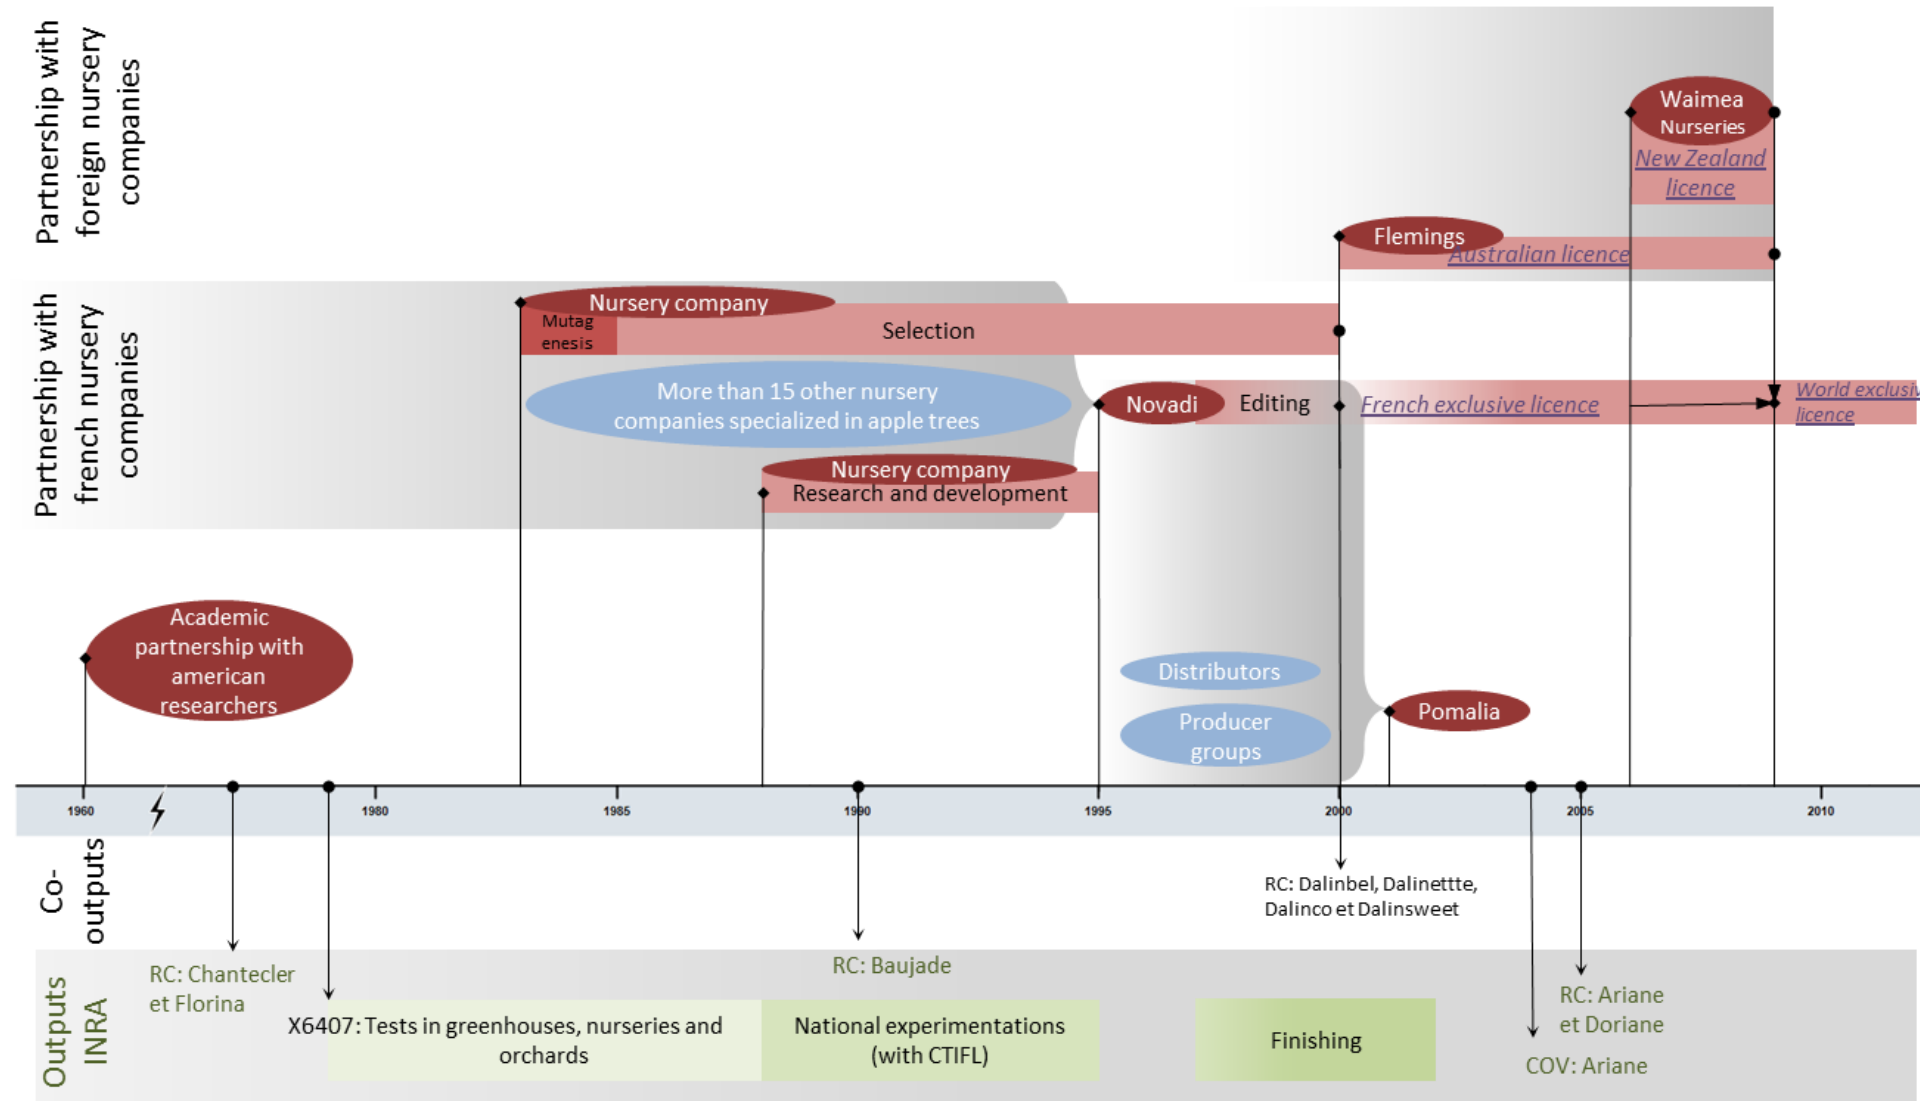 Partnership with
foreign nursery
companies
Waimea
Nurseries
New Zealand
licence
Flemings
Australian licence
Partnership with
french nursery
companies
Nursery company
Mutag
enesis
Selection
More than 15 other nursery
companies specialized in apple trees
Novadi
Editing
French exclusive licence
World exclusiv
licence
Nursery company
Research and development
Academic
partnership with
american
researchers
Distributors
Producer
groups
Pomalia
1960
1980
1985
1990
1995
2000
2005
2010
Co-
outputs
RC: Dalinbel, Dalinettte,
Dalinco et Dalinsweet
Outputs
INRA
RC: Chantecler
et Florina
RC: Baujade
X6407: Tests in greenhouses, nurseries and
orchards
National experimentations
(with CTIFL)
Finishing
RC: Ariane
et Doriane
COV: Ariane